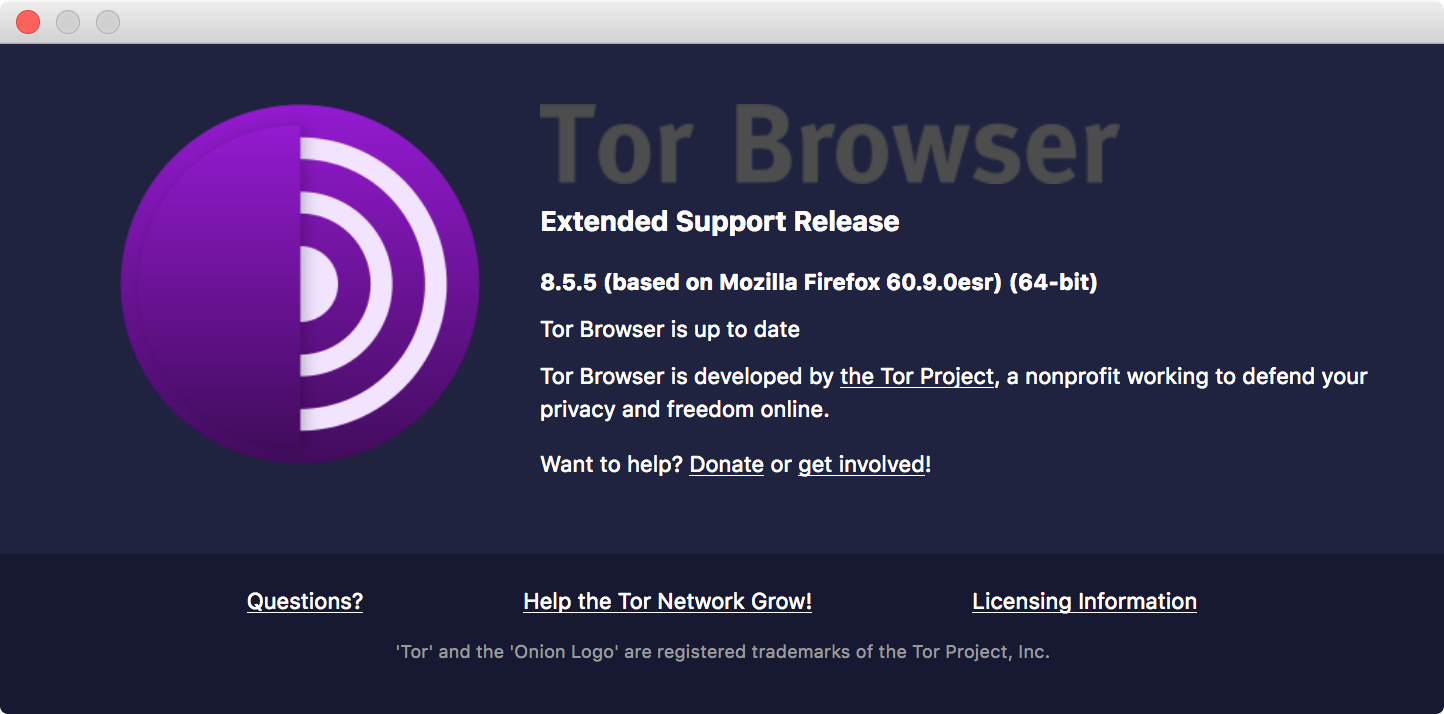 Tor Browser
Extended Support Release
8.5.5 (based on Mozilla Firefox 60.9.0esr) (64-bit)
Tor Browser is up to date
Tor Browser is developed by the Tor Project, a nonprofit working to defend your
privacy and freedom online.
Want to help? Donate or get involved!
Questions?
Help the Tor Network Grow!
Licensing Information
'Tor' and the 'Onion Logo' are registered trademarks of the Tor Project, Inc.